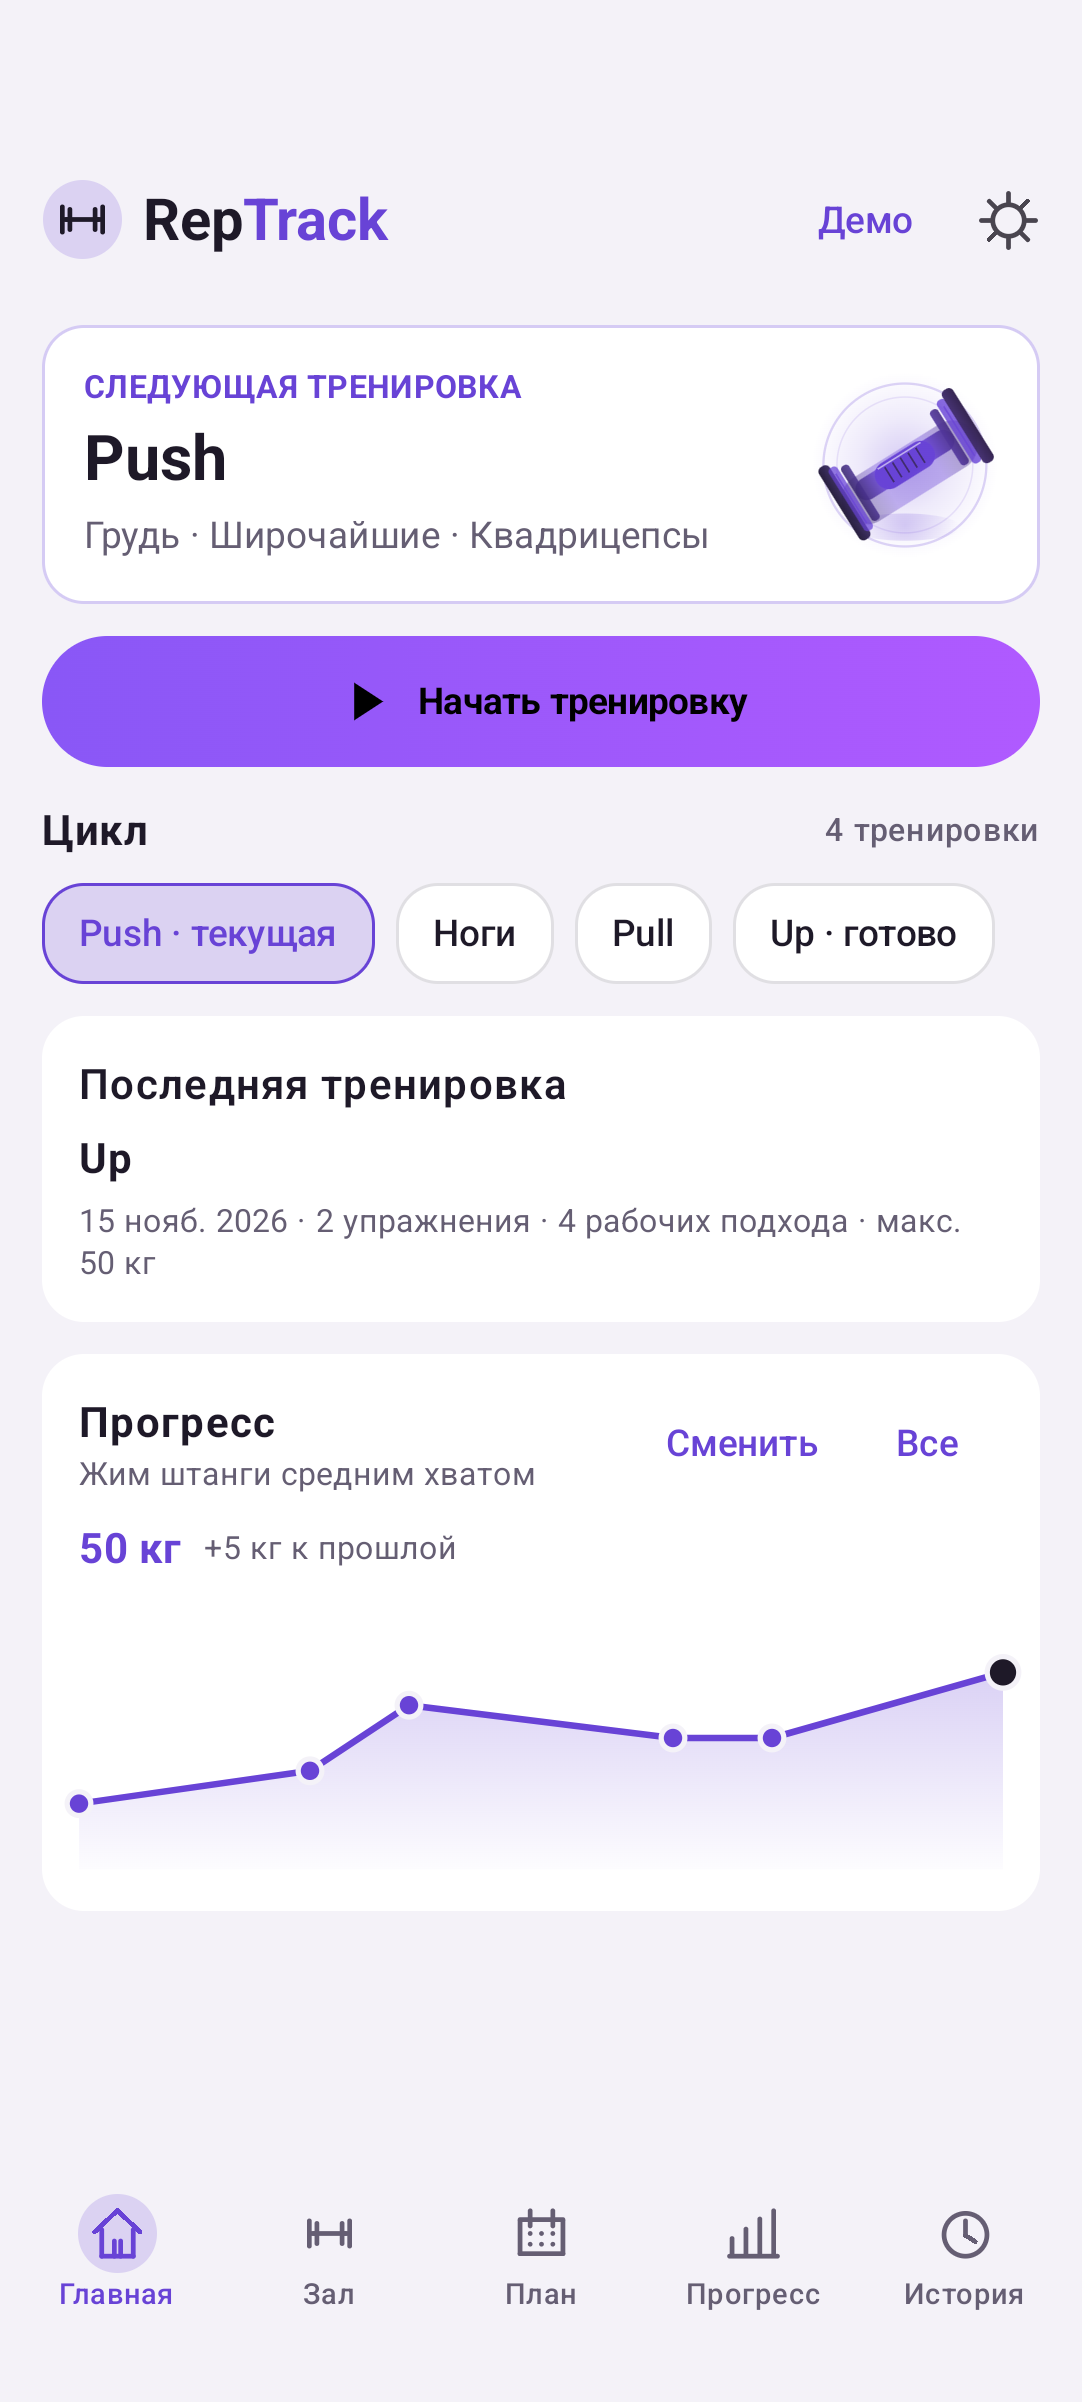 RepTrack
Демо
СЛЕДУЮЩАЯ ТРЕНИРОВКА
Push
Грудь · Широчайшие · Квадрицепсы
Начать тренировку
Цикл
4 тренировки
Push · текущая
Ноги
Pull
Up · готово
Последняя тренировка
Up
15 нояб. 2026 · 2 упражнения · 4 рабочих подхода · макс.
50 кг
Прогресс
Жим штанги средним хватом
Сменить
Все
50 кг +5 кг к прошлой
Главная
Зал
План
Прогресс
История